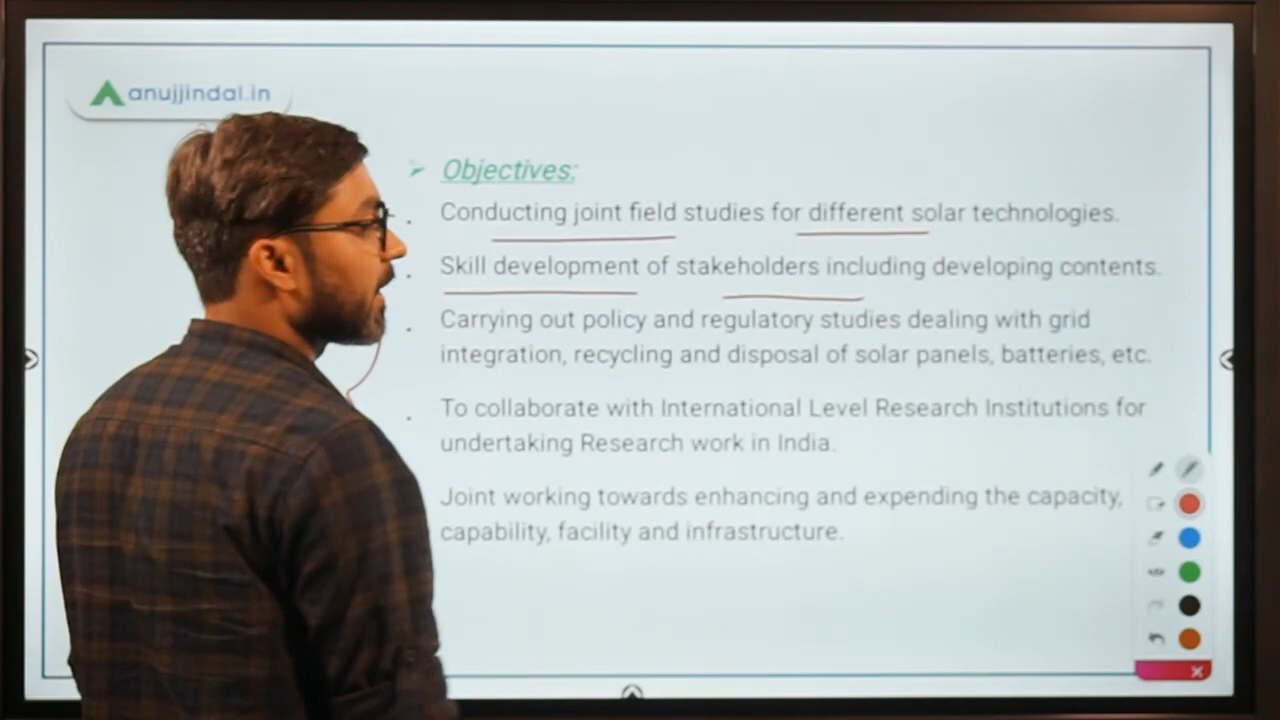 anujjindal.in
Objectives:
Conducting joint field studies for different solar technologies.
Skill development of stakeholders including developing contents.
Carrying out policy and regulatory studies dealing with grid
integration, recycling and disposal of solar panels, batteries, etc.
To collaborate with International Level Research Institutions for
undertaking Research work in India.
Joint working towards enhancing and expending the capacity,
capability, facility and infrastructure.